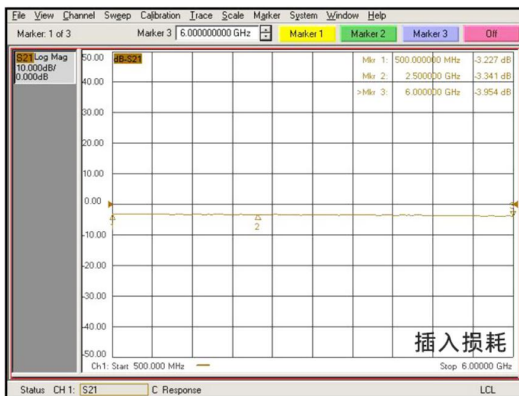 File View Channel Sweep Calibration Trace Scale Marker System Window Help
Marker: 1 of 3 Marker 3 6.000000000 GHz Marker 1 Marker 2 Marker 3 Off
S21 Log Mag
10.000dB/
0.000dB
dB-S21
50.00
40.00
30.00
20.00
10.00
0.00
-10.00
-20.00
-30.00
-40.00
-50.00
Mkr 1: 500.000000 MHz -3.227 dB
Mkr 2: 2.500000 GHz -3.341 dB
>Mkr 3: 6.000000 GHz -3.954 dB
1
2
3
插入损耗
Ch1: Start 500.000 MHz Stop 6.00000 GHz
Status CH 1: S21 C Response LCL